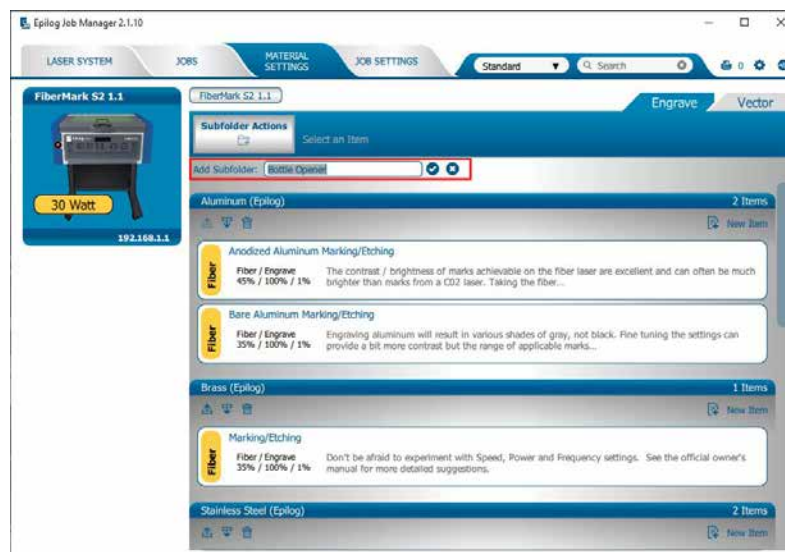 Epilog Job Manager 2.1.10
LASER SYSTEM
JOBS
MATERIAL
SETTINGS
JOB SETTINGS
Standard
Search
0
FiberMark S2 1.1
30 Watt
192.168.1.1
FiberMark S2 1.1
Engrave
Vector
Subfolder Actions
Select an Item
Add Subfolder:
Bottle Opener
Aluminum (Epilog)
2 Items
New Item
Fiber
Anodized Aluminum Marking/Etching
Fiber / Engrave
45% / 100% / 1%
The contrast / brightness of marks achievable on the fiber laser are excellent and can often be much
brighter than marks from a CO2 laser. Taking the fiber...
Fiber
Bare Aluminum Marking/Etching
Fiber / Engrave
35% / 100% / 1%
Engraving aluminum will result in various shades of gray, not black. Fine tuning the settings can
provide a bit more contrast but the range of applicable marks...
Brass (Epilog)
1 Items
New Item
Fiber
Marking/Etching
Fiber / Engrave
35% / 100% / 1%
Don't be afraid to experiment with Speed, Power and Frequency settings. See the official owner's
manual for more detailed suggestions.
Stainless Steel (Epilog)
2 Items
New Item